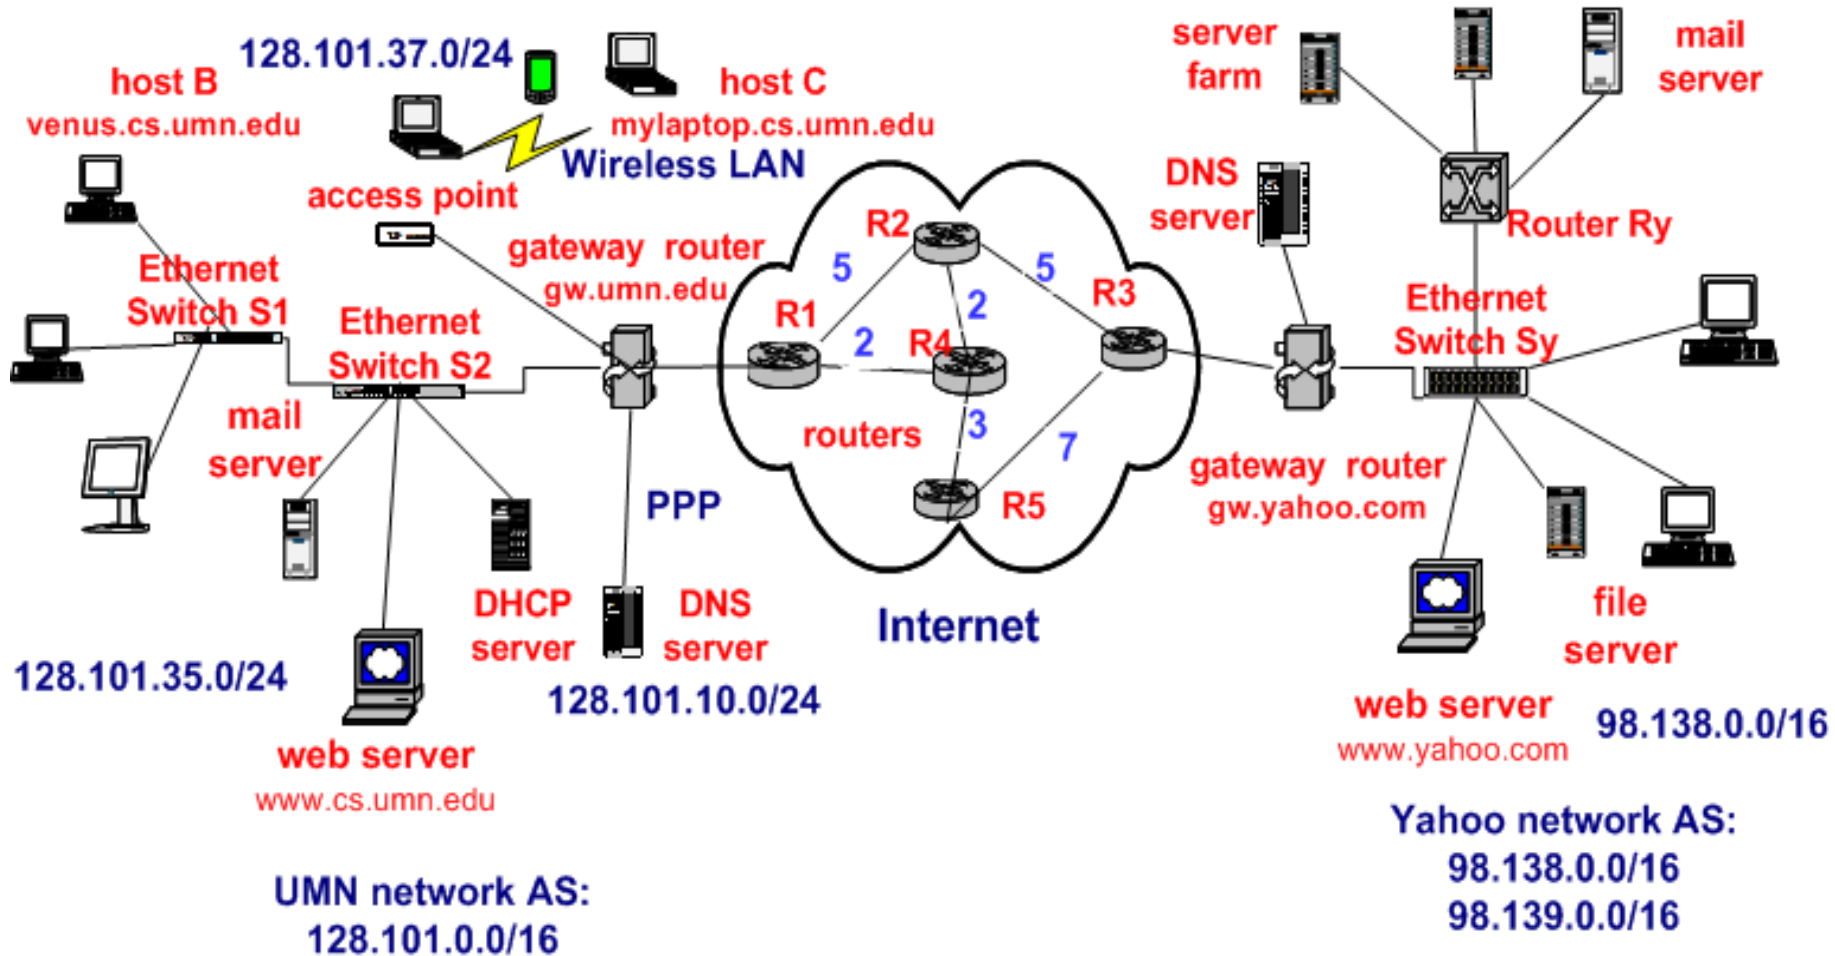 128.101.37.0/24
host B
venus.cs.umn.edu
host C
mylaptop.cs.umn.edu
Wireless LAN
access point
gateway router
gw.umn.edu
Ethernet
Switch S1
Ethernet
Switch S2
mail
server
DHCP
server
DNS
server
PPP
128.101.10.0/24
128.101.35.0/24
web server
www.cs.umn.edu
UMN network AS:
128.101.0.0/16
R1
R2
R3
R4
R5
5
5
2
2
3
7
routers
Internet
server
farm
mail
server
DNS
server
Router Ry
Ethernet
Switch Sy
gateway router
gw.yahoo.com
file
server
web server
www.yahoo.com
98.138.0.0/16
Yahoo network AS:
98.138.0.0/16
98.139.0.0/16